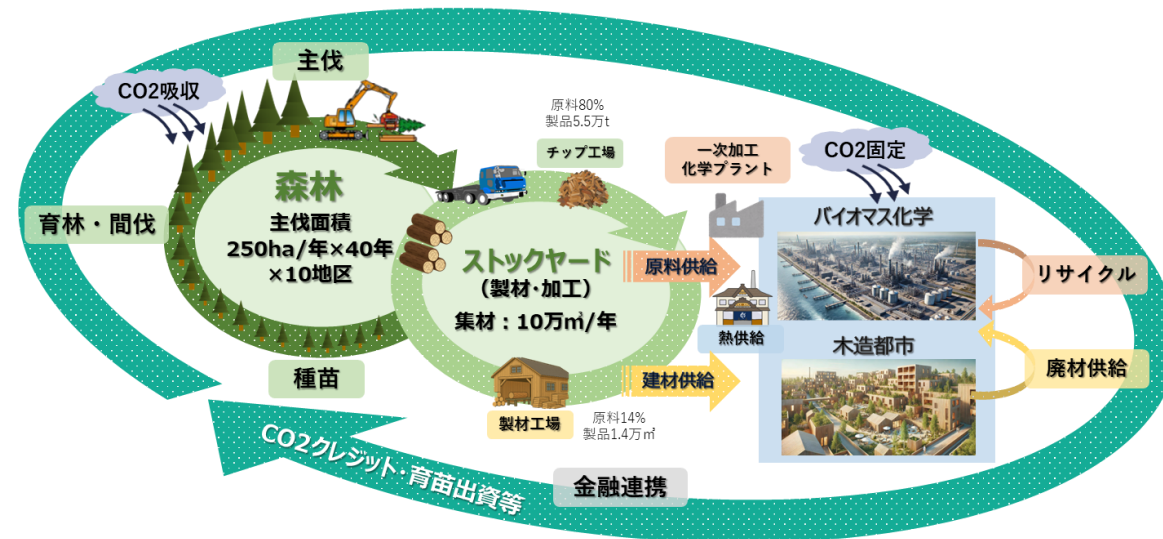 主伐
CO2吸収
育林・間伐
森林
主伐面積
250ha/年×40年
×10地区
種苗
原料80%
製品5.5万t
チップ工場
ストックヤード
（製材・加工）
集材：10万㎥/年
製材工場
原料14%
製品1.4万㎥
原料供給
建材供給
一次加工
化学プラント
熱供給
CO2固定
バイオマス化学
木造都市
リサイクル
廃材供給
金融連携
CO2クレジット・育苗出資等